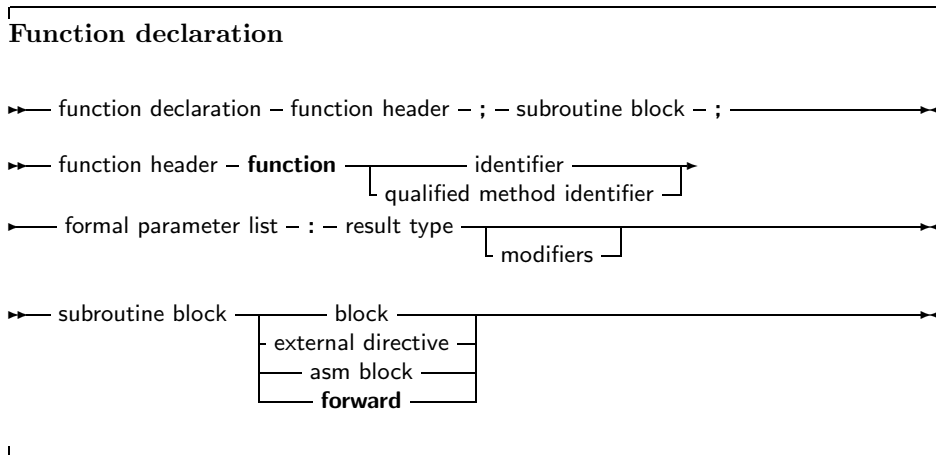 Function declaration
function declaration function header ; subroutine block ;
function header function identifier
qualified method identifier
formal parameter list : result type
modifiers
subroutine block block
external directive
asm block
forward